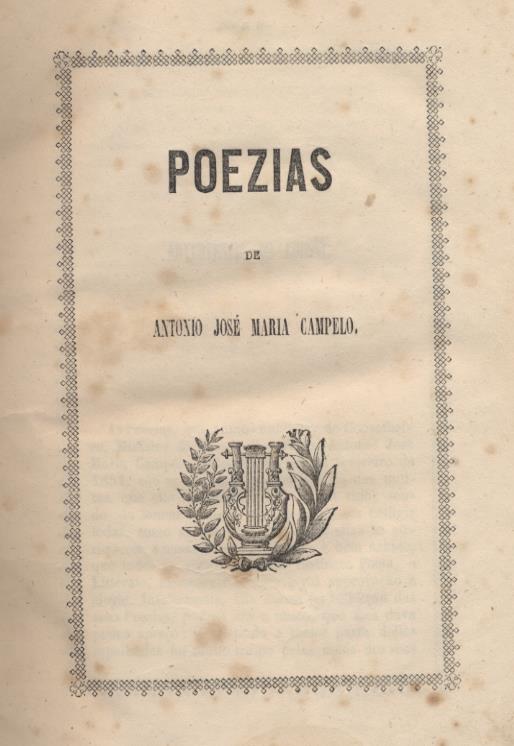 POEZIAS
DE
ANTONIO JOSÉ MARIA CAMPELO.